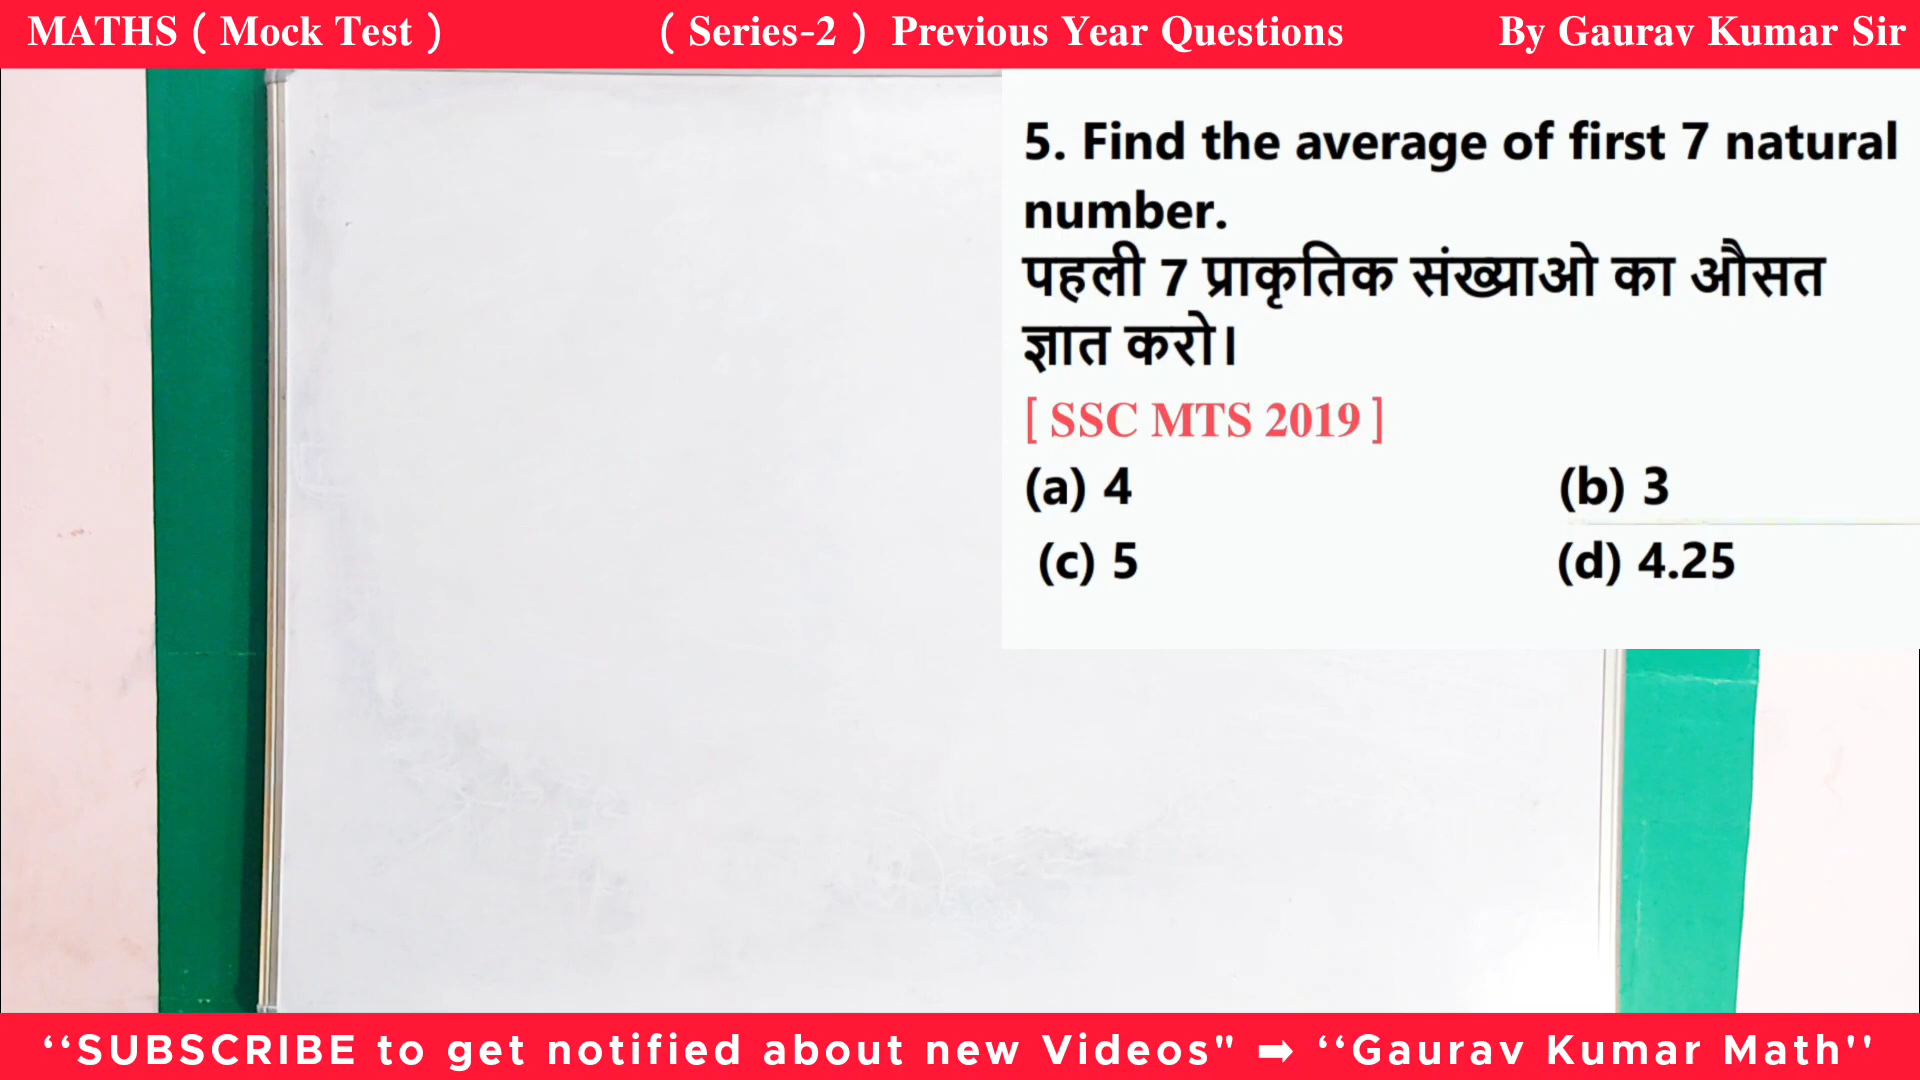 MATHS ( Mock Test ) ( Series-2 ) Previous Year Questions By Gaurav Kumar Sir
5. Find the average of first 7 natural
number.
पहली 7 प्राकृतिक संख्याओ का औसत
ज्ञात करो।
[ SSC MTS 2019 ]
(a) 4 (b) 3
(c) 5 (d) 4.25
‘‘SUBSCRIBE to get notified about new Videos" ➡ ‘‘Gaurav Kumar Math''